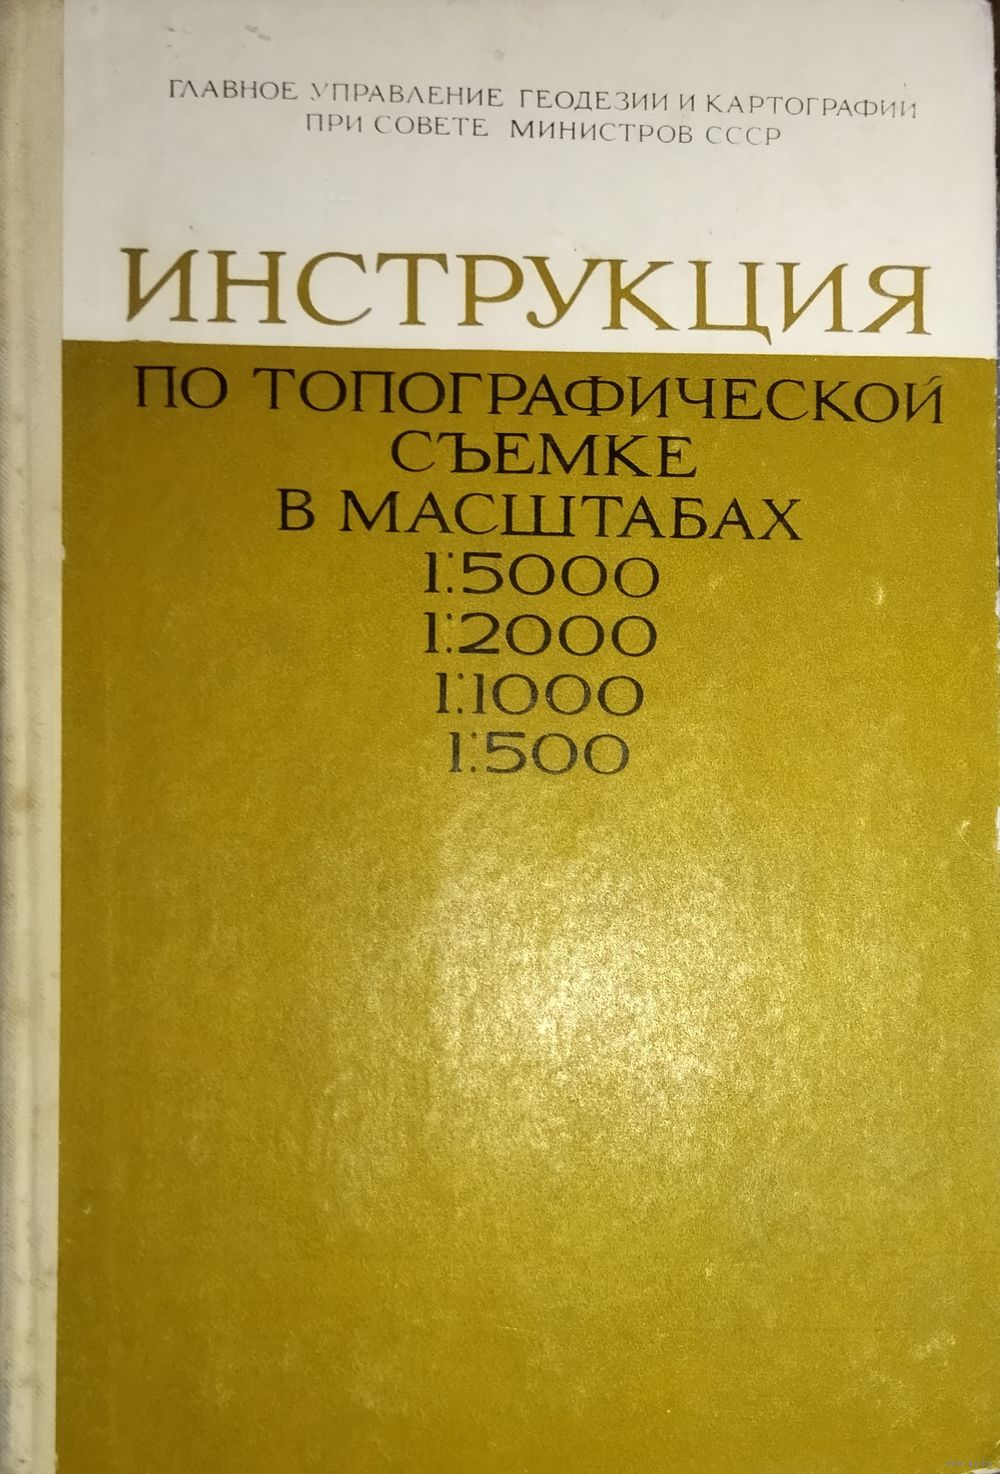 ГЛАВНОЕ УПРАВЛЕНИЕ ГЕОДЕЗИИ И КАРТОГРАФИИ
ПРИ СОВЕТЕ МИНИСТРОВ СССР
ИНСТРУКЦИЯ
ПО ТОПОГРАФИЧЕСКОЙ
СЪЕМКЕ
В МАСШТАБАХ
1:5000
1:2000
1:1000
1:500